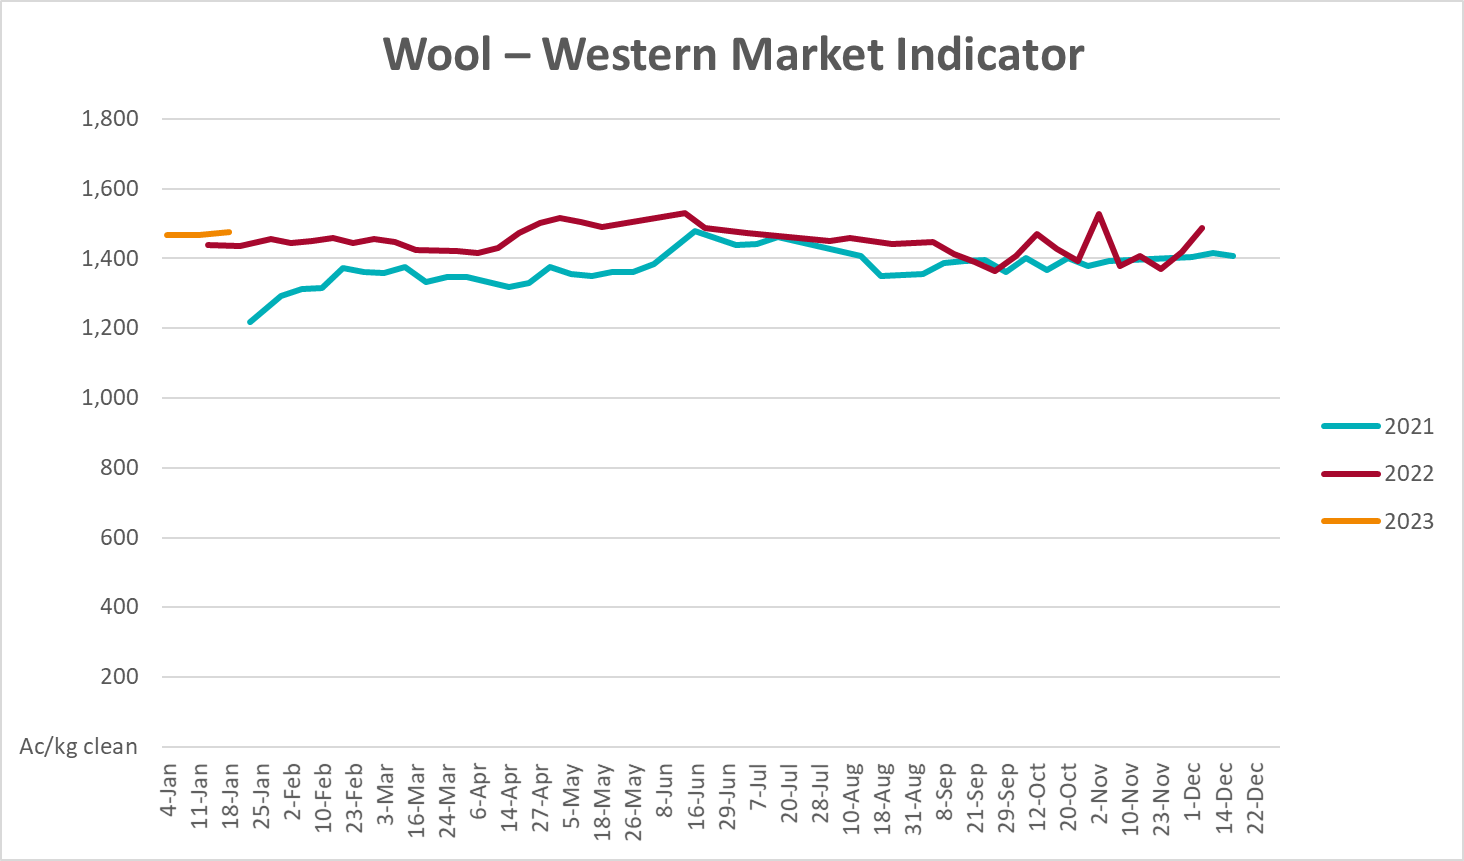 Wool – Western Market Indicator
1,800
1,600
1,400
1,200
1,000
800
600
400
200
Ac/kg clean
4-Jan
11-Jan
18-Jan
25-Jan
2-Feb
10-Feb
23-Feb
3-Mar
16-Mar
24-Mar
6-Apr
14-Apr
27-Apr
5-May
18-May
26-May
8-Jun
16-Jun
29-Jun
7-Jul
20-Jul
28-Jul
10-Aug
18-Aug
31-Aug
8-Sep
21-Sep
29-Sep
12-Oct
20-Oct
2-Nov
10-Nov
23-Nov
1-Dec
14-Dec
22-Dec
2021
2022
2023